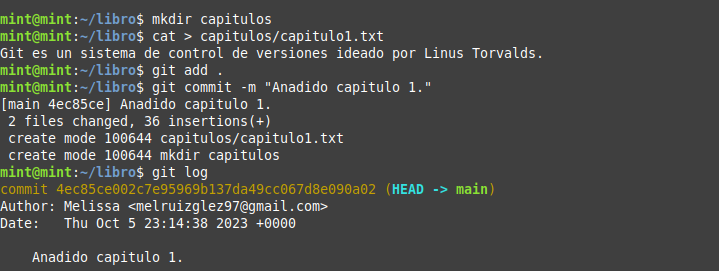 mint@mint:~/libro$ mkdir capitulos
mint@mint:~/libro$ cat > capitulos/capitulo1.txt
Git es un sistema de control de versiones ideado por Linus Torvalds.
mint@mint:~/libro$ git add .
mint@mint:~/libro$ git commit -m "Anadido capitulo 1."
[main 4ec85ce] Anadido capitulo 1.
 2 files changed, 36 insertions(+)
 create mode 100644 capitulos/capitulo1.txt
 create mode 100644 mkdir capitulos
mint@mint:~/libro$ git log
commit 4ec85ce002c7e95969b137da49cc067d8e090a02 (HEAD -> main)
Author: Melissa <melruizglez97@gmail.com>
Date:   Thu Oct 5 23:14:38 2023 +0000

    Anadido capitulo 1.